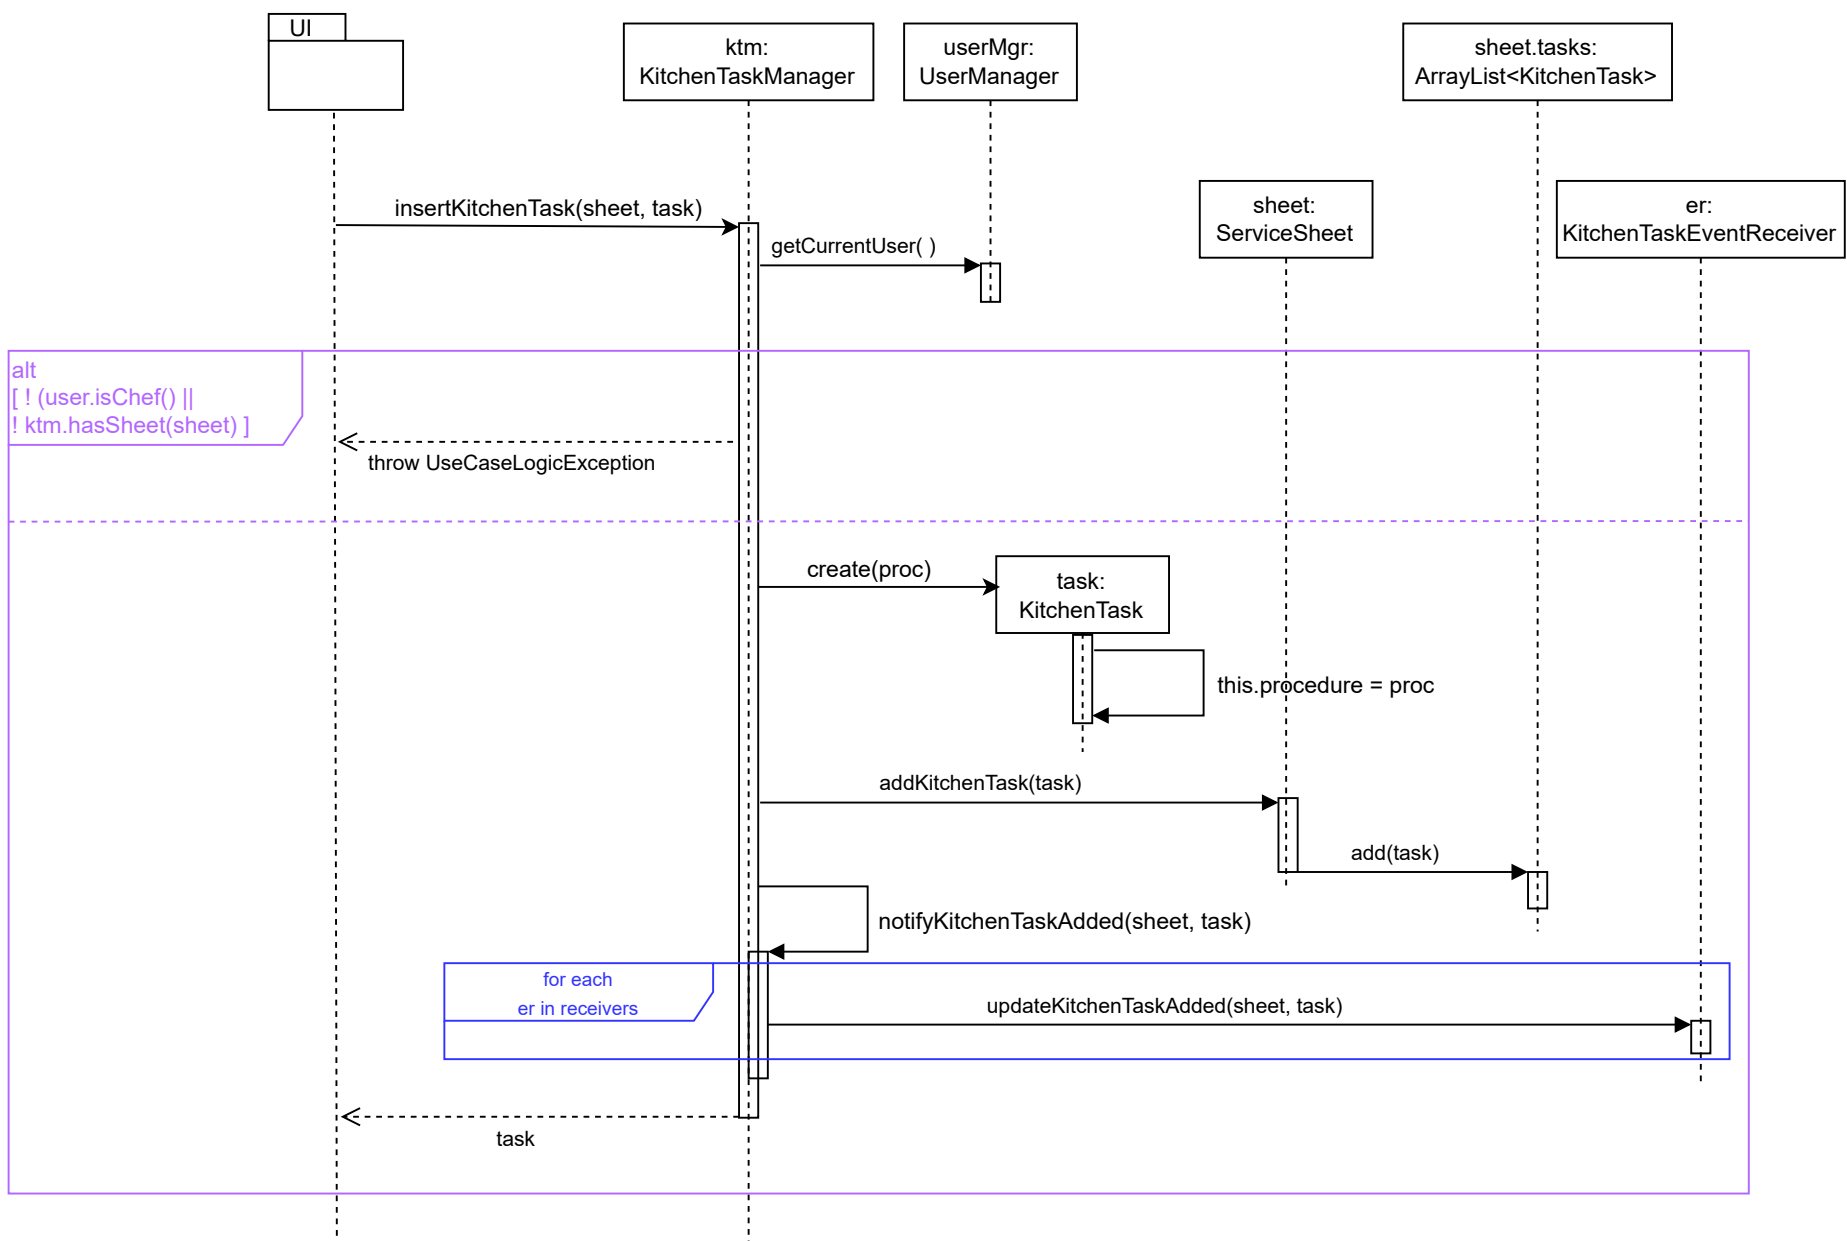 UI
ktm:
KitchenTaskManager
userMgr:
UserManager
sheet.tasks:
ArrayList<KitchenTask>
sheet:
ServiceSheet
er:
KitchenTaskEventReceiver
insertKitchenTask(sheet, task)
getCurrentUser( )
alt
[ ! (user.isChef() ||
! ktm.hasSheet(sheet) ]
throw UseCaseLogicException
create(proc)
task:
KitchenTask
this.procedure = proc
addKitchenTask(task)
add(task)
notifyKitchenTaskAdded(sheet, task)
for each
er in receivers
updateKitchenTaskAdded(sheet, task)
task